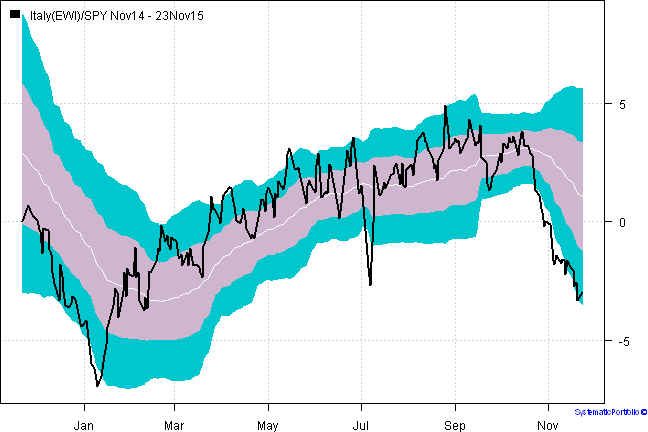 Italy(EWI)/SPY Nov14 - 23Nov15
5
0
-5
Jan Mar May Jul Sep Nov
SystematicPortfolio ©